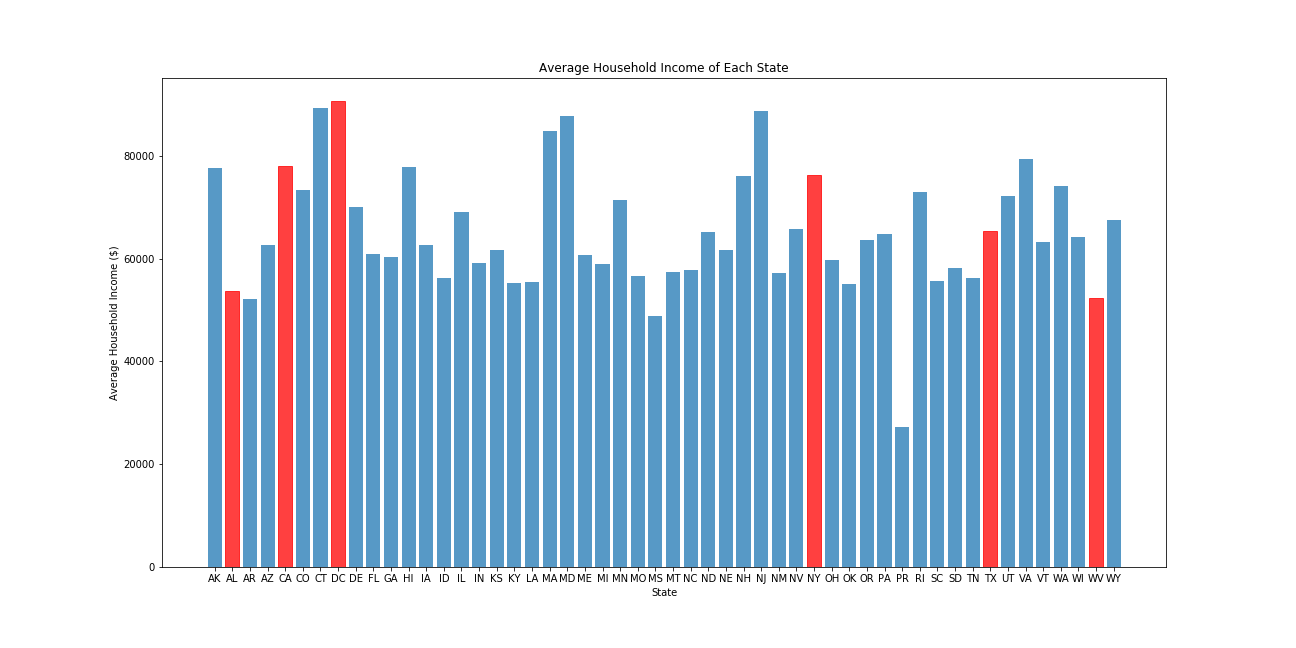 Average Household Income of Each State
Average Household Income ($)
80000
60000
40000
20000
0
AK AL AR AZ CA CO CT DC DE FL GA HI IA ID IL IN KS KY LA MA MD ME MI MN MO MS MT NC ND NE NH NJ NM NV NY OH OK OR PA PR RI SC SD TN TX UT VA VT WA WI WV WY
State